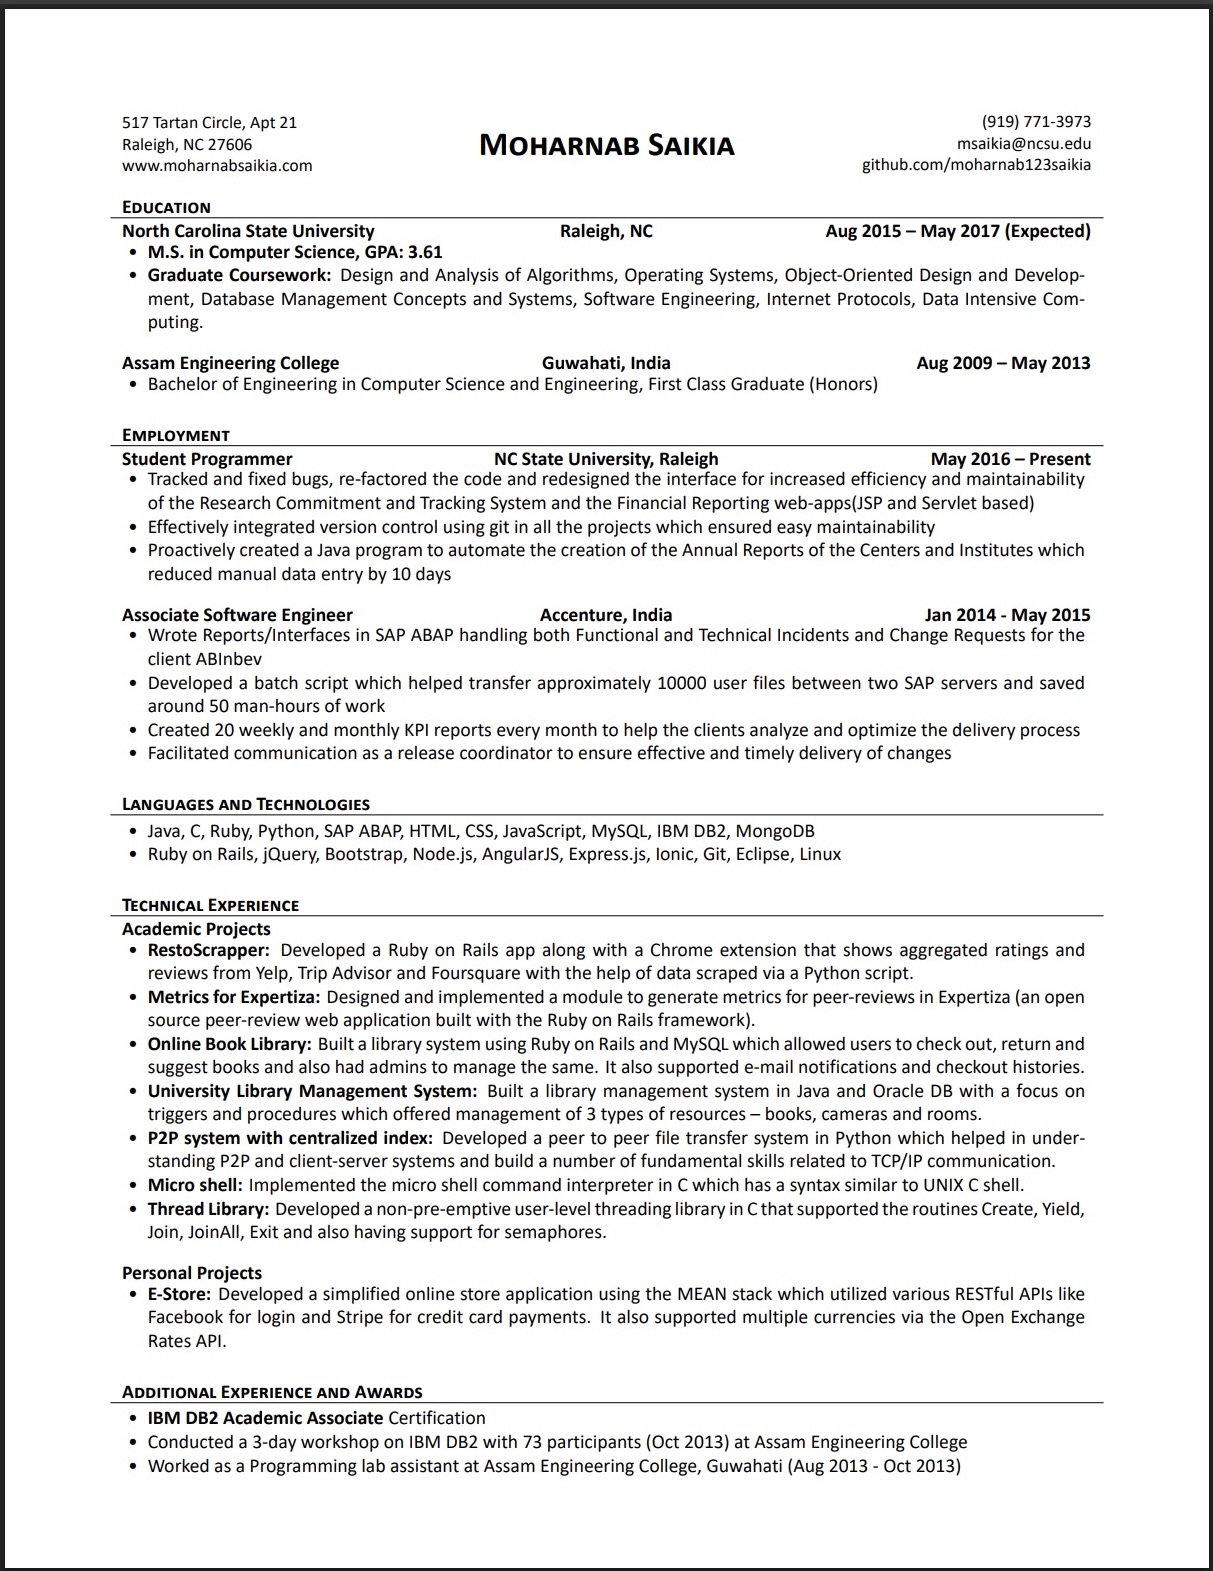 517 Tartan Circle, Apt 21
Raleigh, NC 27606
www.moharnabsaikia.com
Moharnab Saikia
(919) 771-3973
msaikia@ncsu.edu
github.com/moharnab123saikia
Education
North Carolina State University Raleigh, NC Aug 2015 – May 2017 (Expected)
• M.S. in Computer Science, GPA: 3.61
• Graduate Coursework: Design and Analysis of Algorithms, Operating Systems, Object-Oriented Design and Develop-
ment, Database Management Concepts and Systems, Software Engineering, Internet Protocols, Data Intensive Com-
puting.
Assam Engineering College Guwahati, India Aug 2009 – May 2013
• Bachelor of Engineering in Computer Science and Engineering, First Class Graduate (Honors)
Employment
Student Programmer NC State University, Raleigh May 2016 – Present
• Tracked and fixed bugs, re-factored the code and redesigned the interface for increased efficiency and maintainability
of the Research Commitment and Tracking System and the Financial Reporting web-apps(JSP and Servlet based)
• Effectively integrated version control using git in all the projects which ensured easy maintainability
• Proactively created a Java program to automate the creation of the Annual Reports of the Centers and Institutes which
reduced manual data entry by 10 days
Associate Software Engineer Accenture, India Jan 2014 - May 2015
• Wrote Reports/Interfaces in SAP ABAP handling both Functional and Technical Incidents and Change Requests for the
client ABInbev
• Developed a batch script which helped transfer approximately 10000 user files between two SAP servers and saved
around 50 man-hours of work
• Created 20 weekly and monthly KPI reports every month to help the clients analyze and optimize the delivery process
• Facilitated communication as a release coordinator to ensure effective and timely delivery of changes
Languages and Technologies
• Java, C, Ruby, Python, SAP ABAP, HTML, CSS, JavaScript, MySQL, IBM DB2, MongoDB
• Ruby on Rails, jQuery, Bootstrap, Node.js, AngularJS, Express.js, Ionic, Git, Eclipse, Linux
Technical Experience
Academic Projects
• RestoScrapper: Developed a Ruby on Rails app along with a Chrome extension that shows aggregated ratings and
reviews from Yelp, Trip Advisor and Foursquare with the help of data scraped via a Python script.
• Metrics for Expertiza: Designed and implemented a module to generate metrics for peer-reviews in Expertiza (an open
source peer-review web application built with the Ruby on Rails framework).
• Online Book Library: Built a library system using Ruby on Rails and MySQL which allowed users to check out, return and
suggest books and also had admins to manage the same. It also supported e-mail notifications and checkout histories.
• University Library Management System: Built a library management system in Java and Oracle DB with a focus on
triggers and procedures which offered management of 3 types of resources – books, cameras and rooms.
• P2P system with centralized index: Developed a peer to peer file transfer system in Python which helped in under-
standing P2P and client-server systems and build a number of fundamental skills related to TCP/IP communication.
• Micro shell: Implemented the micro shell command interpreter in C which has a syntax similar to UNIX C shell.
• Thread Library: Developed a non-pre-emptive user-level threading library in C that supported the routines Create, Yield,
Join, JoinAll, Exit and also having support for semaphores.
Personal Projects
• E-Store: Developed a simplified online store application using the MEAN stack which utilized various RESTful APIs like
Facebook for login and Stripe for credit card payments. It also supported multiple currencies via the Open Exchange
Rates API.
Additional Experience and Awards
• IBM DB2 Academic Associate Certification
• Conducted a 3-day workshop on IBM DB2 with 73 participants (Oct 2013) at Assam Engineering College
• Worked as a Programming lab assistant at Assam Engineering College, Guwahati (Aug 2013 - Oct 2013)